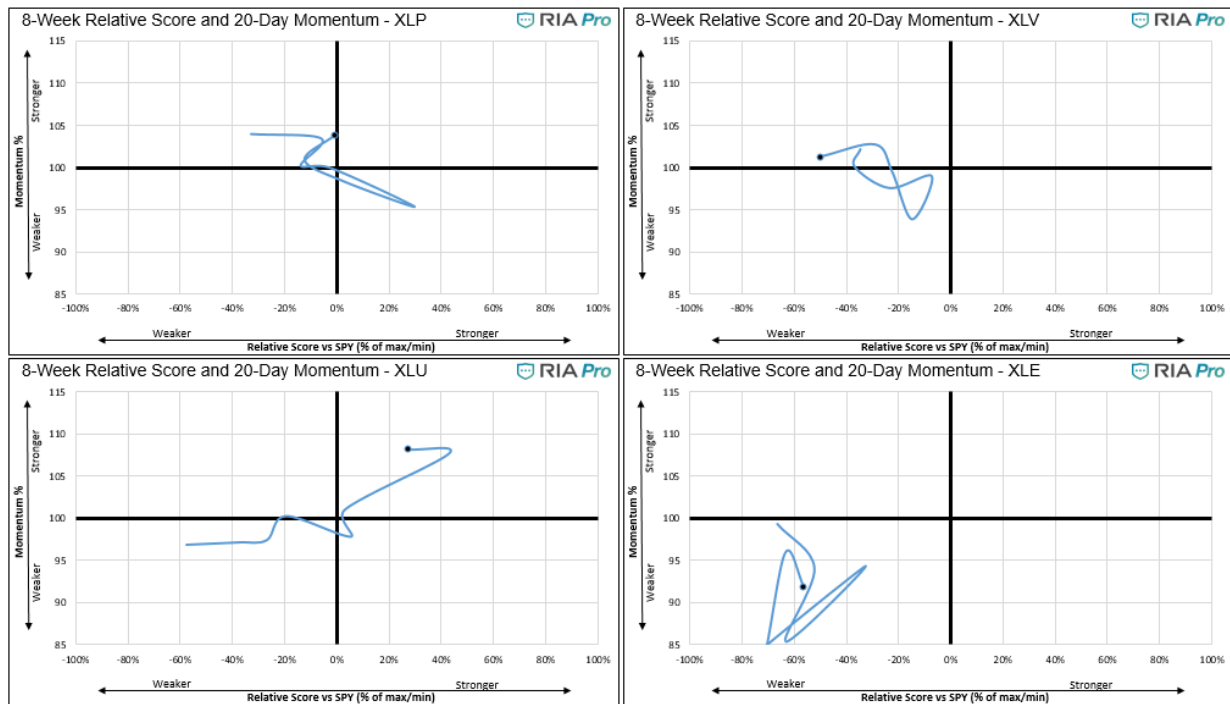 8-Week Relative Score and 20-Day Momentum - XLP
RIA Pro
Momentum %
Stronger
Weaker
115
110
105
100
95
90
85
-100% -80% -60% -40% -20% 0% 20% 40% 60% 80% 100%
Weaker Stronger
Relative Score vs SPY (% of max/min)
8-Week Relative Score and 20-Day Momentum - XLV
RIA Pro
Momentum %
Stronger
Weaker
115
110
105
100
95
90
85
-100% -80% -60% -40% -20% 0% 20% 40% 60% 80% 100%
Weaker Stronger
Relative Score vs SPY (% of max/min)
8-Week Relative Score and 20-Day Momentum - XLU
RIA Pro
Momentum %
Stronger
Weaker
115
110
105
100
95
90
85
-100% -80% -60% -40% -20% 0% 20% 40% 60% 80% 100%
Weaker Stronger
Relative Score vs SPY (% of max/min)
8-Week Relative Score and 20-Day Momentum - XLE
RIA Pro
Momentum %
Stronger
Weaker
115
110
105
100
95
90
85
-100% -80% -60% -40% -20% 0% 20% 40% 60% 80% 100%
Weaker Stronger
Relative Score vs SPY (% of max/min)